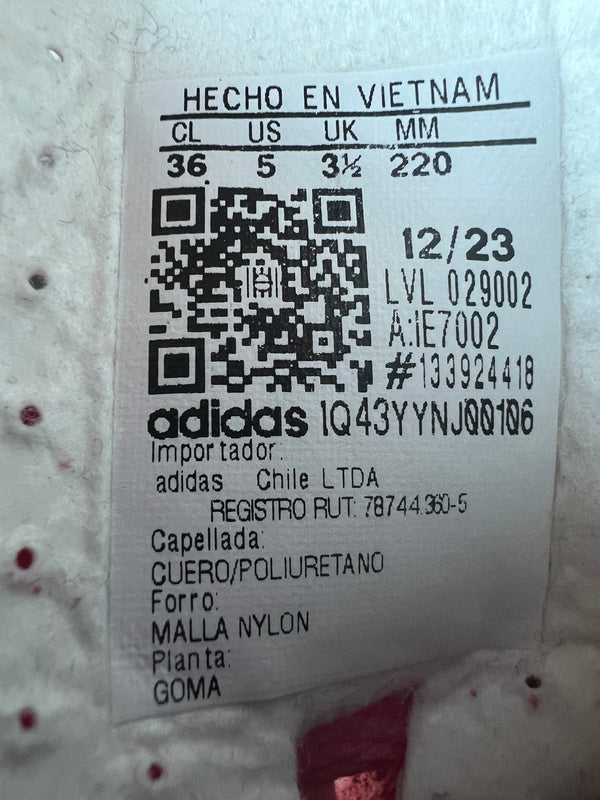 HECHO EN VIETNAM
CL US UK MM
36 5 3½ 220
12/23
LVL 029002
A:IE7002
#133924418
adidas 1Q43YYNJ00106
Importador:
adidas Chile LTDA
REGISTRO RUT: 78744.360-5
Capellada:
CUERO/POLIURETANO
Forro:
MALLA NYLON
Planta:
GOMA